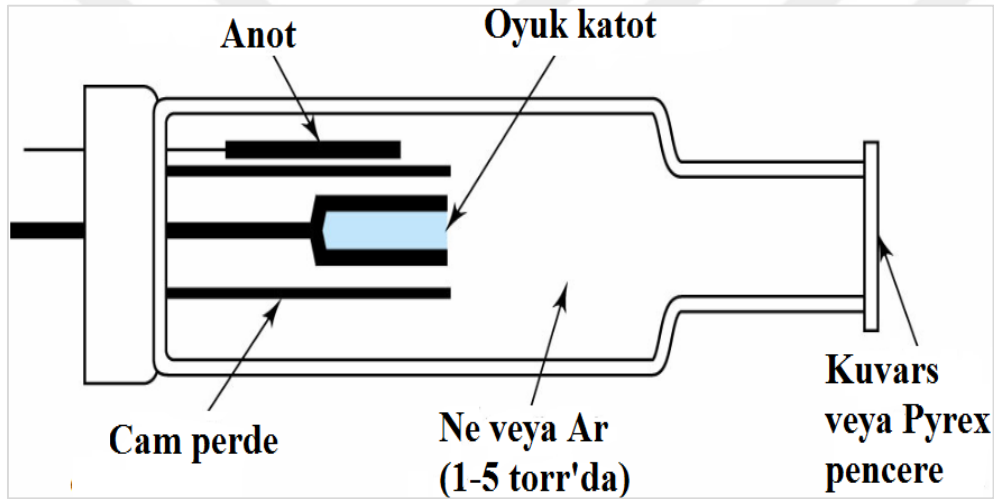 Anot
Oyuk katot
Cam perde
Ne veya Ar
(1-5 torr'da)
Kuvars
veya Pyrex
pencere